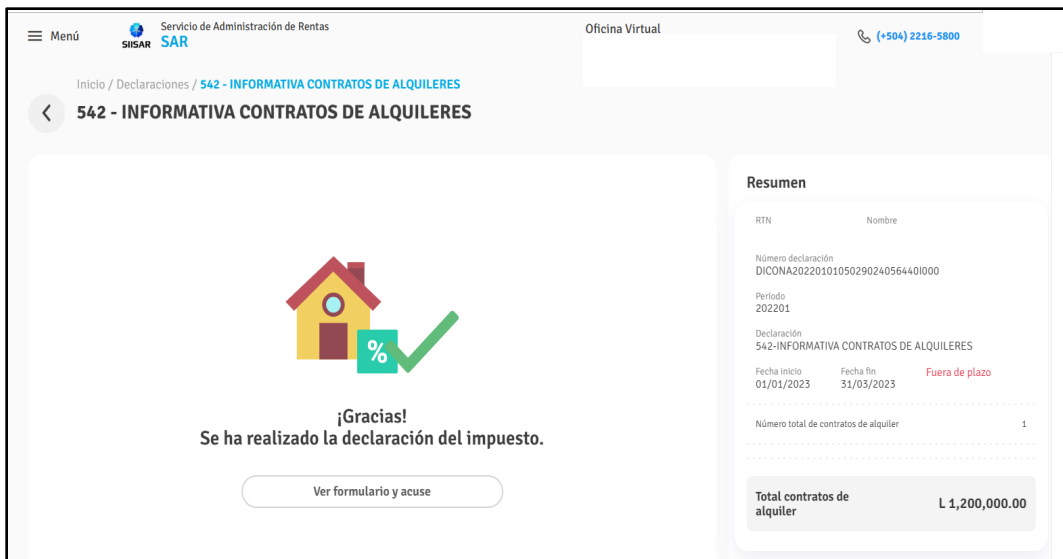 Menú
SIISAR
Servicio de Administración de Rentas
SAR
Oficina Virtual
(+504) 2216-5800
Inicio / Declaraciones / 542 - INFORMATIVA CONTRATOS DE ALQUILERES
542 - INFORMATIVA CONTRATOS DE ALQUILERES
%
¡Gracias!
Se ha realizado la declaración del impuesto.
Ver formulario y acuse
Resumen
RTN Nombre
Número declaración
DICONA2022010105029024056440I000
Período
202201
Declaración
542-INFORMATIVA CONTRATOS DE ALQUILERES
Fecha inicio Fecha fin Fuera de plazo
01/01/2023 31/03/2023
Número total de contratos de alquiler 1
Total contratos de
alquiler L 1,200,000.00